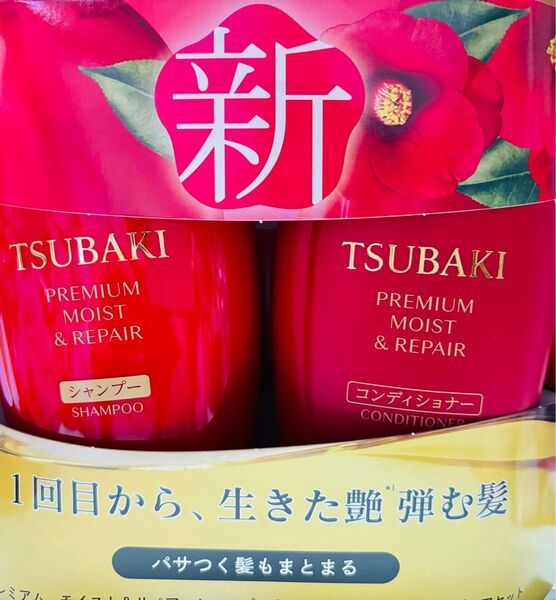 新
TSUBAKI
PREMIUM
MOIST
& REPAIR
シャンプー
SHAMPOO
TSUBAKI
PREMIUM
MOIST
& REPAIR
コンディショナー
CONDITIONER
1回目から、生きた艶*¹ 弾む髪
パサつく髪もまとまる